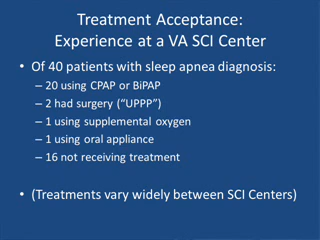 Treatment Acceptance:
Experience at a VA SCI Center
• Of 40 patients with sleep apnea diagnosis:
– 20 using CPAP or BiPAP
– 2 had surgery (“UPPP”)
– 1 using supplemental oxygen
– 1 using oral appliance
– 16 not receiving treatment
• (Treatments vary widely between SCI Centers)